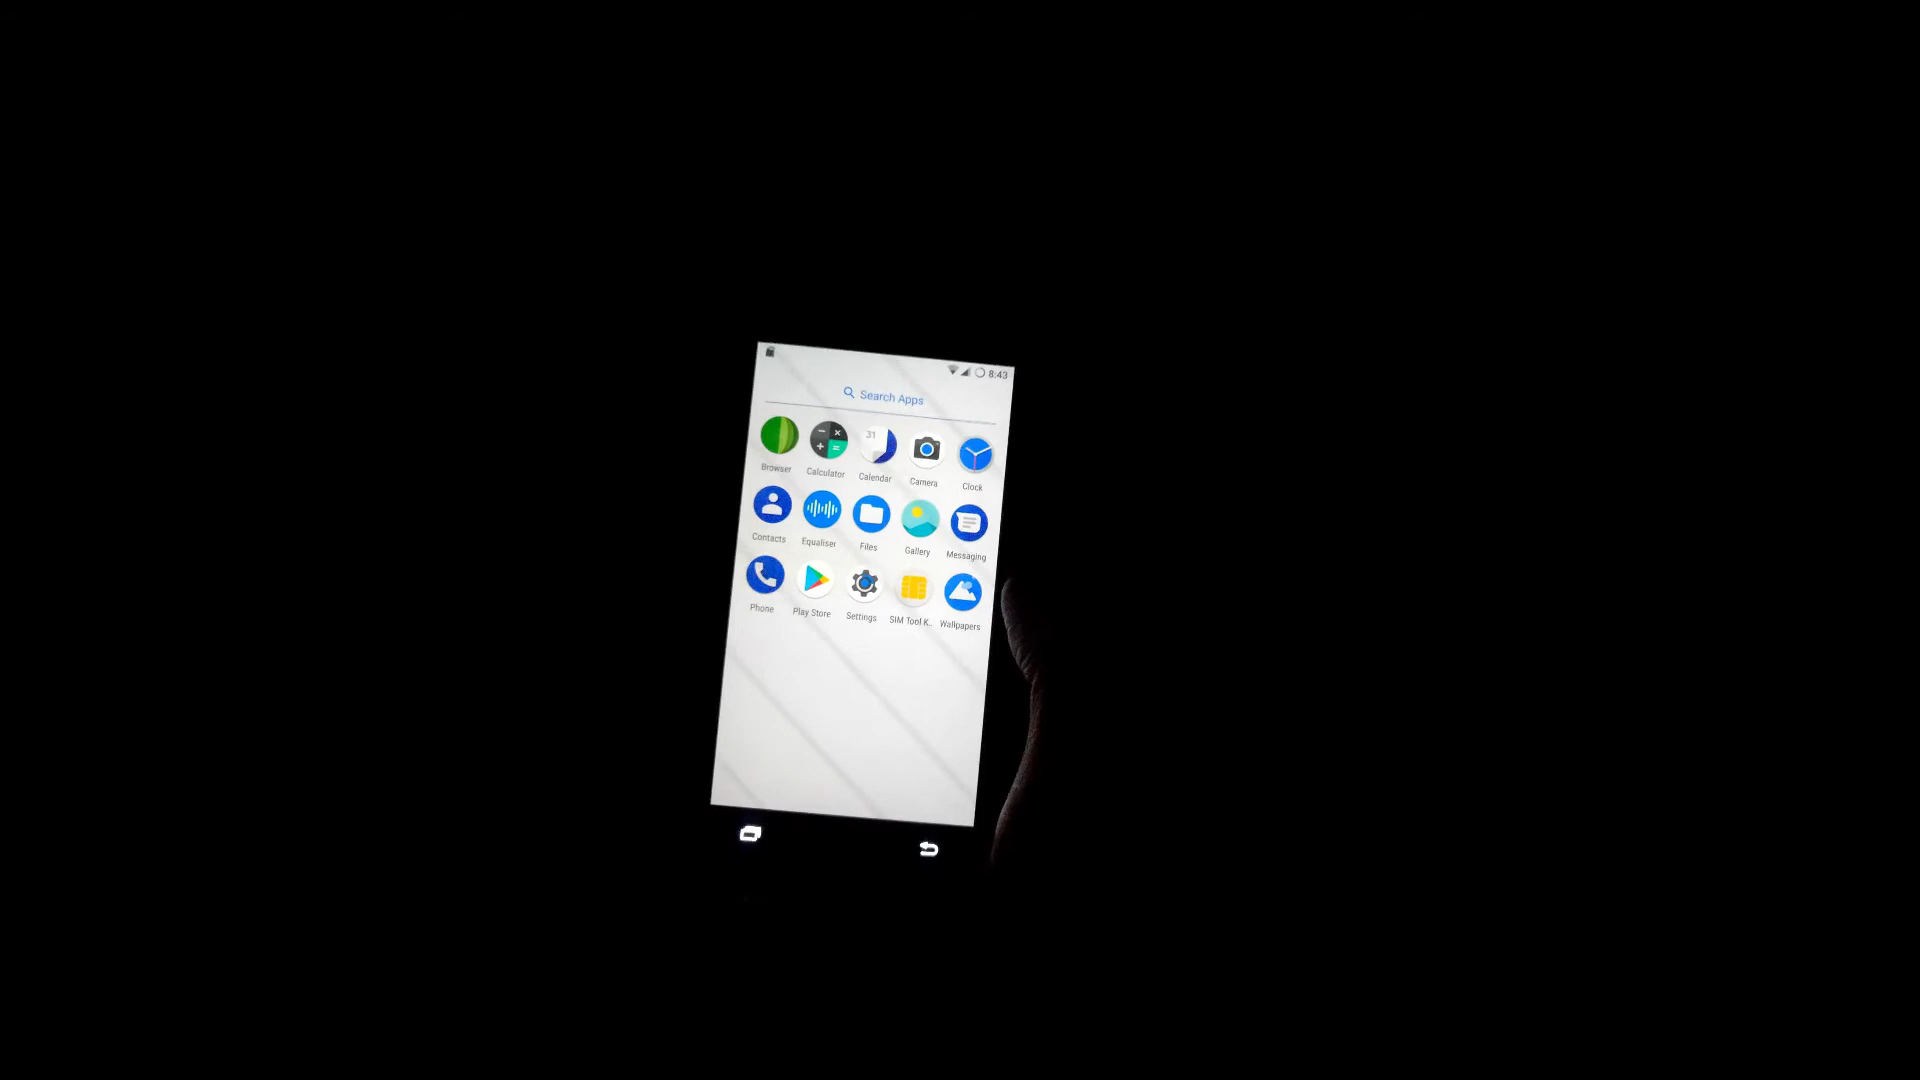 8:43
Search Apps
31
Browser Calculator Calendar Camera Clock
Contacts Equaliser Files Gallery Messaging
Phone Play Store Settings SIM Tool K.. Wallpapers